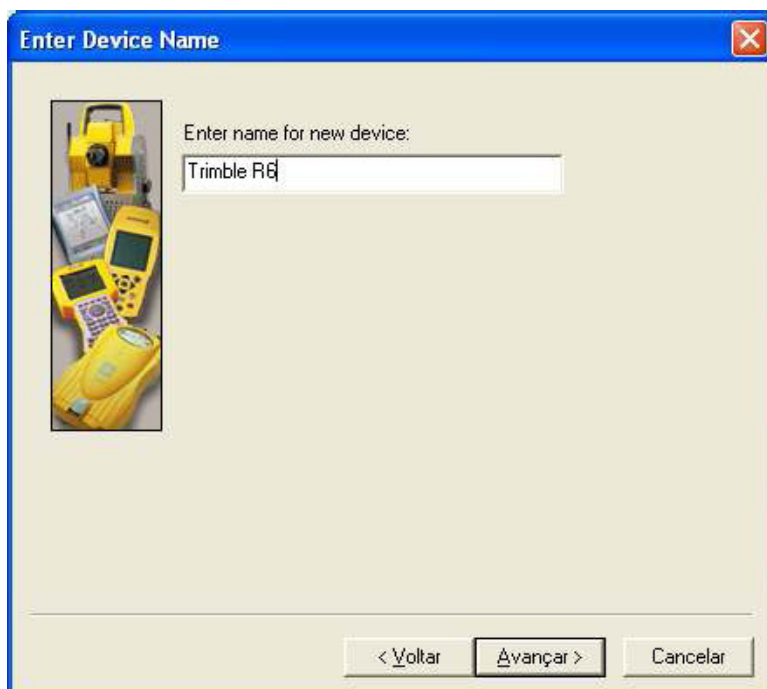 Enter Device Name
Enter name for new device:
Trimble R6
< Voltar
Avançar >
Cancelar